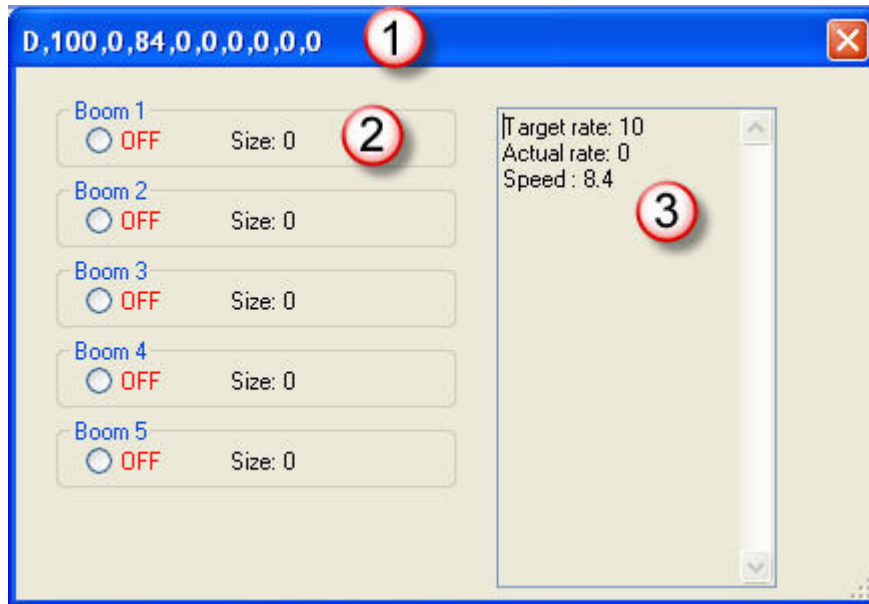 D,100,0,84,0,0,0,0,0,0
1
Boom 1
OFF Size: 0
2
Boom 2
OFF Size: 0
Boom 3
OFF Size: 0
Boom 4
OFF Size: 0
Boom 5
OFF Size: 0
Target rate: 10
Actual rate: 0
Speed : 8.4
3